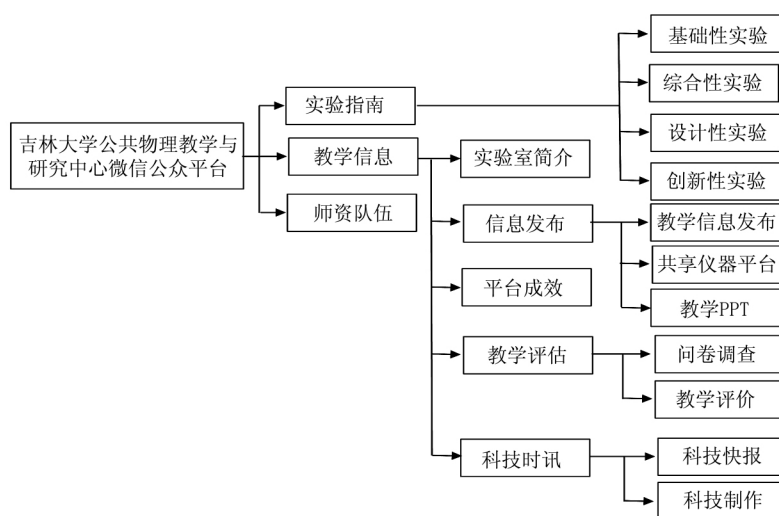 吉林大学公共物理教学与
研究中心微信公众平台
实验指南
教学信息
师资队伍
实验室简介
信息发布
平台成效
教学评估
科技时讯
基础性实验
综合性实验
设计性实验
创新性实验
教学信息发布
共享仪器平台
教学PPT
问卷调查
教学评价
科技快报
科技制作